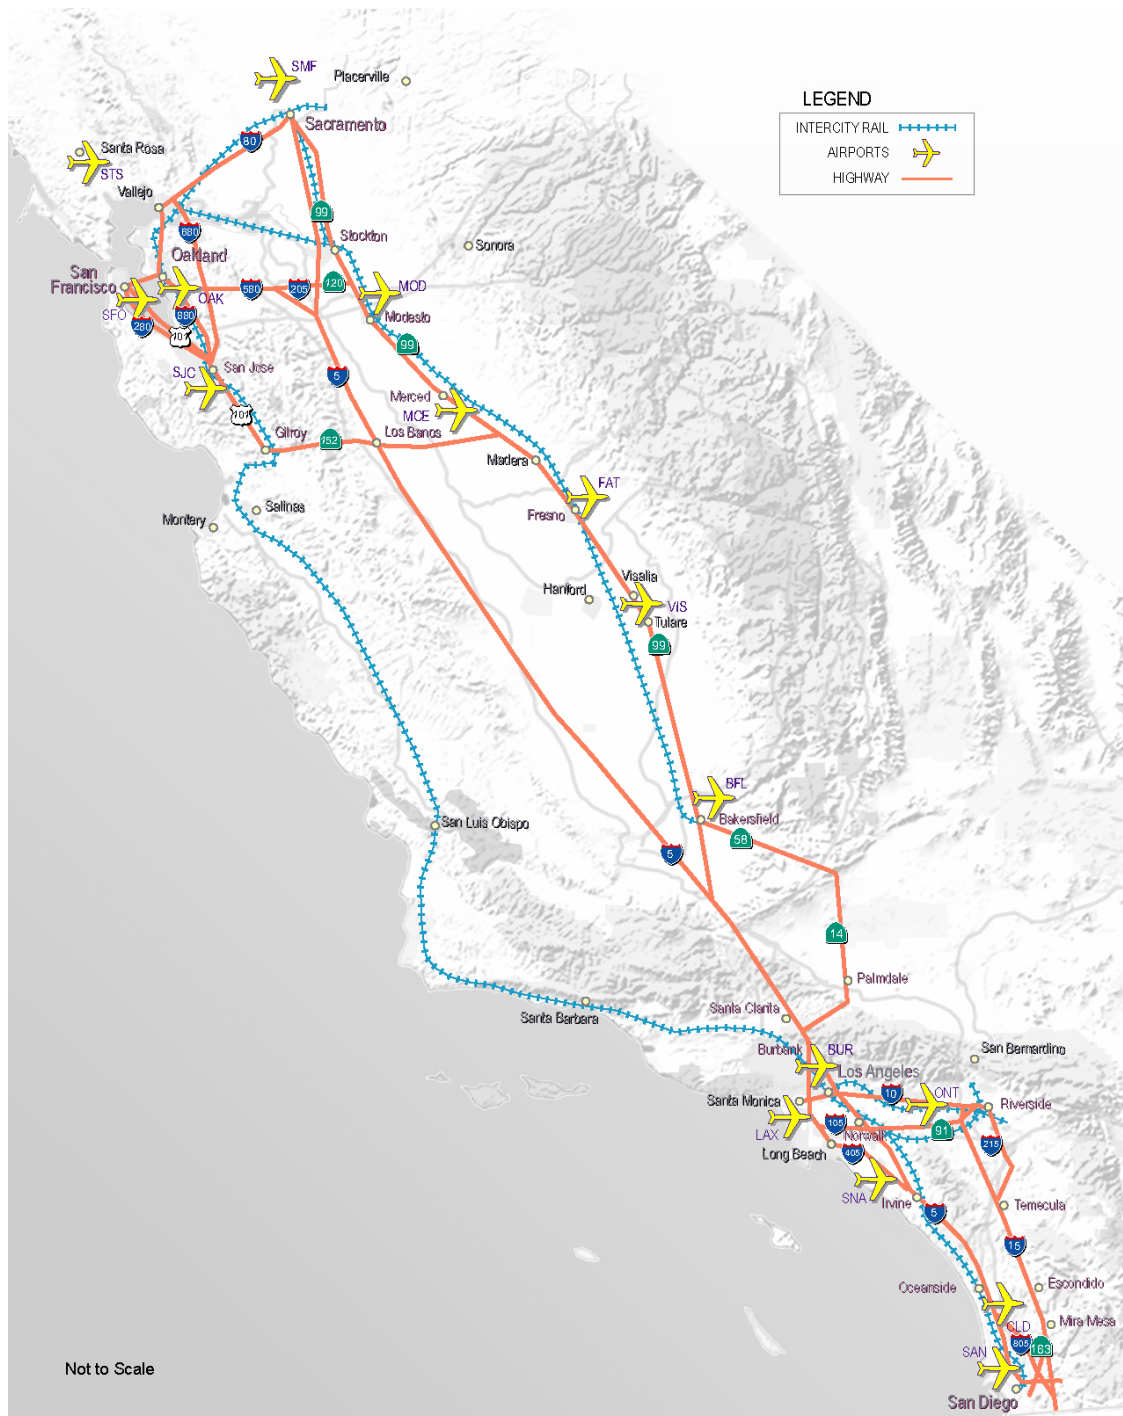 SMF
Placerville
LEGEND
Sacramento
INTERCITY RAIL
AIRPORTS
HIGHWAY
80
Santa Rosa
STS
Vallejo
99
680
Stockton
Sonora
Oakland
San
Francisco
580
205
120
MOD
OAK
SFO
880
280
101
Modesto
99
SJC
San Jose
5
Merced
MCE
101
Gilroy
152
Los Banos
Madera
FAT
Salinas
Fresno
Montery
Visalia
Hanford
VIS
Tulare
99
BFL
San Luis Obispo
Bakersfield
58
5
14
Palmdale
Santa Clarita
Santa Barbara
Burbank
BUR
San Bernardino
Los Angeles
Santa Monica
10
ONT
Riverside
LAX
105
Norwalk
91
215
Long Beach
405
SNA
Irvine
5
Temecula
15
Oceanside
Escondido
CLD
Mira Mesa
SAN
805
163
Not to Scale
San Diego